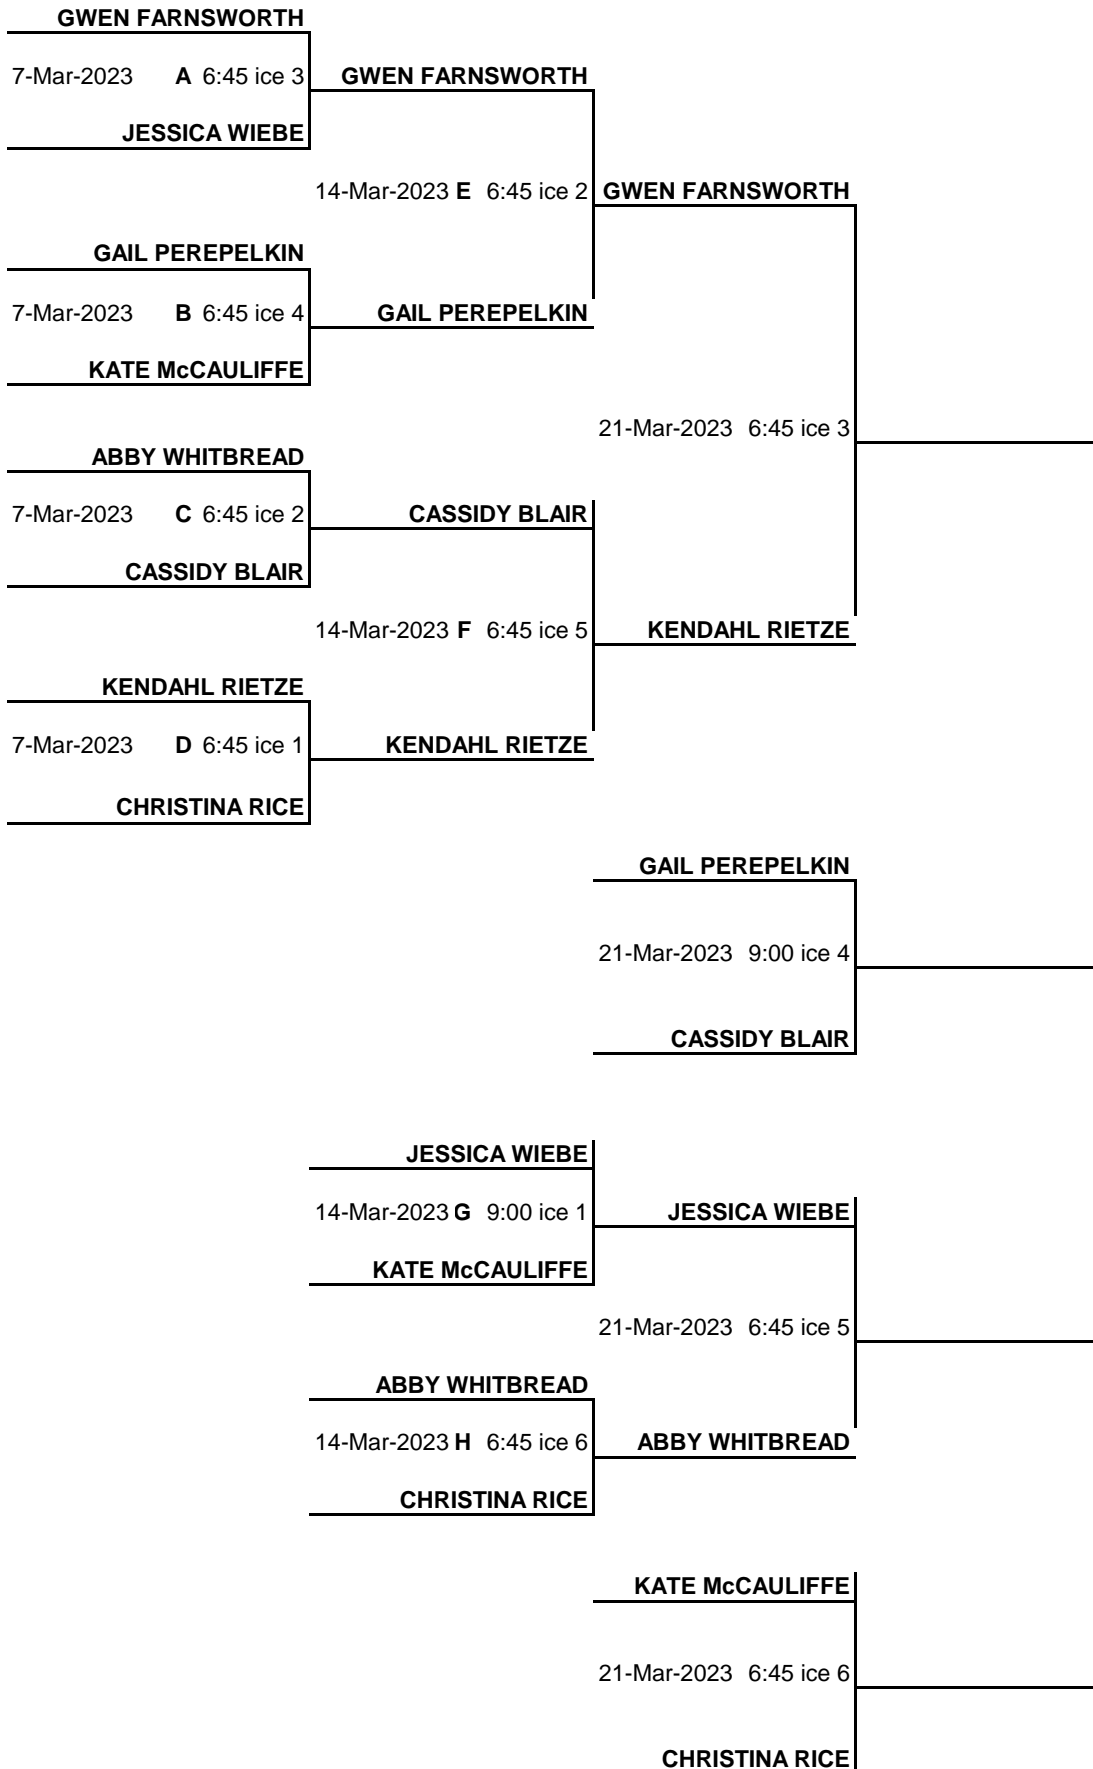 GWEN FARNSWORTH
7-Mar-2023 A 6:45 ice 3 GWEN FARNSWORTH
JESSICA WIEBE
14-Mar-2023 E 6:45 ice 2 GWEN FARNSWORTH
GAIL PEREPELKIN
7-Mar-2023 B 6:45 ice 4 GAIL PEREPELKIN
KATE McCAULIFFE
21-Mar-2023 6:45 ice 3
ABBY WHITBREAD
7-Mar-2023 C 6:45 ice 2 CASSIDY BLAIR
CASSIDY BLAIR
14-Mar-2023 F 6:45 ice 5 KENDAHL RIETZE
KENDAHL RIETZE
7-Mar-2023 D 6:45 ice 1 KENDAHL RIETZE
CHRISTINA RICE
GAIL PEREPELKIN
21-Mar-2023 9:00 ice 4
CASSIDY BLAIR
JESSICA WIEBE
14-Mar-2023 G 9:00 ice 1 JESSICA WIEBE
KATE McCAULIFFE
21-Mar-2023 6:45 ice 5
ABBY WHITBREAD
14-Mar-2023 H 6:45 ice 6 ABBY WHITBREAD
CHRISTINA RICE
KATE McCAULIFFE
21-Mar-2023 6:45 ice 6
CHRISTINA RICE